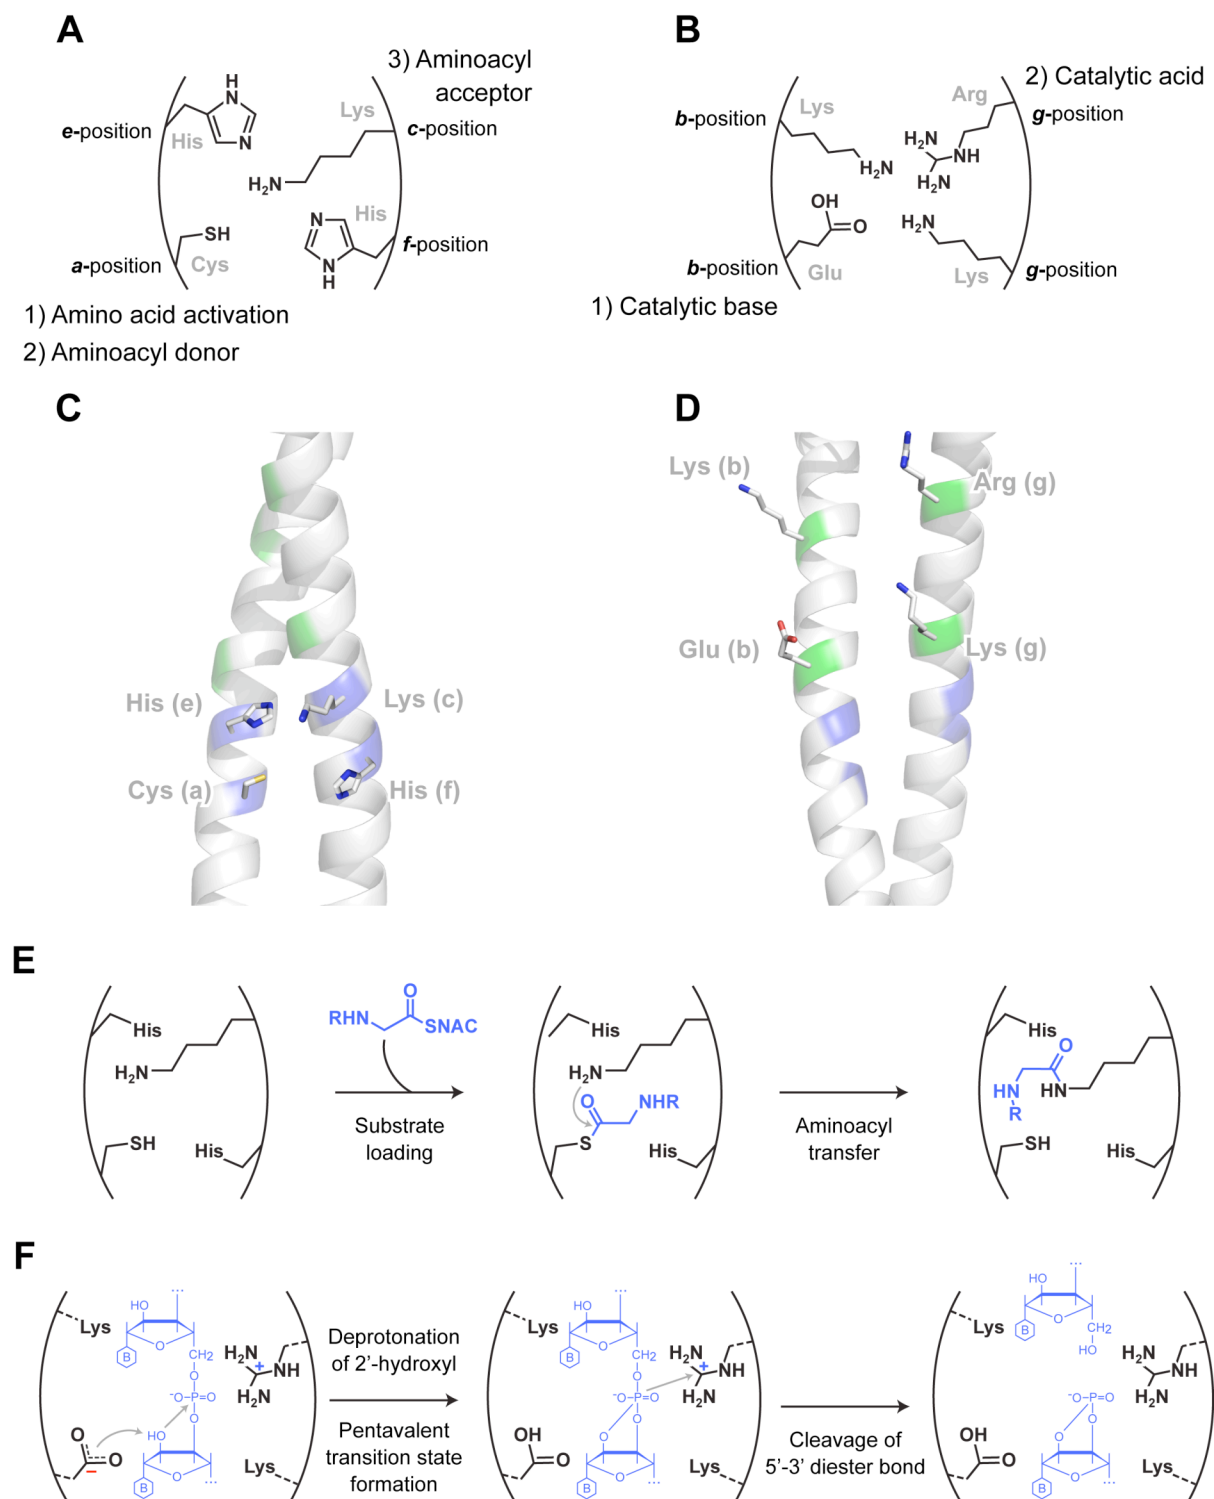 A
3) Aminoacyl
acceptor
e-position
His
Lys
c-position
H
N
N
H₂N
SH
N
N
H
His
f-position
a-position
Cys
1) Amino acid activation
2) Aminoacyl donor
B
2) Catalytic acid
b-position
Lys
Arg
g-position
H₂N
H₂N
NH
H₂N
OH
O
H₂N
b-position
Glu
Lys
g-position
1) Catalytic base
C
His (e)
Lys (c)
Cys (a)
His (f)
D
Lys (b)
Arg (g)
Glu (b)
Lys (g)
E
His
H₂N
SH
His
O
RHN
SNAC
Substrate
loading
His
H₂N
O
NHR
S
His
Aminoacyl
transfer
His
O
HN
HN
R
SH
His
F
Lys
...
HO
O
B
CH2
O
⁻O-P=O
O
HO
O
B
...
H₂N
+
NH
H₂N
O
O
−
Lys
Deprotonation
of 2'-hydroxyl
Pentavalent
transition state
formation
Lys
...
HO
O
B
CH2
O
⁻O-P=O
O
O
O
B
...
H₂N
+
NH
H₂N
OH
O
Lys
Cleavage of
5'-3' diester bond
Lys
...
HO
O
B
CH₂
HO
⁻O-P=O
O
O
O
B
...
H₂N
NH
H₂N
OH
O
Lys